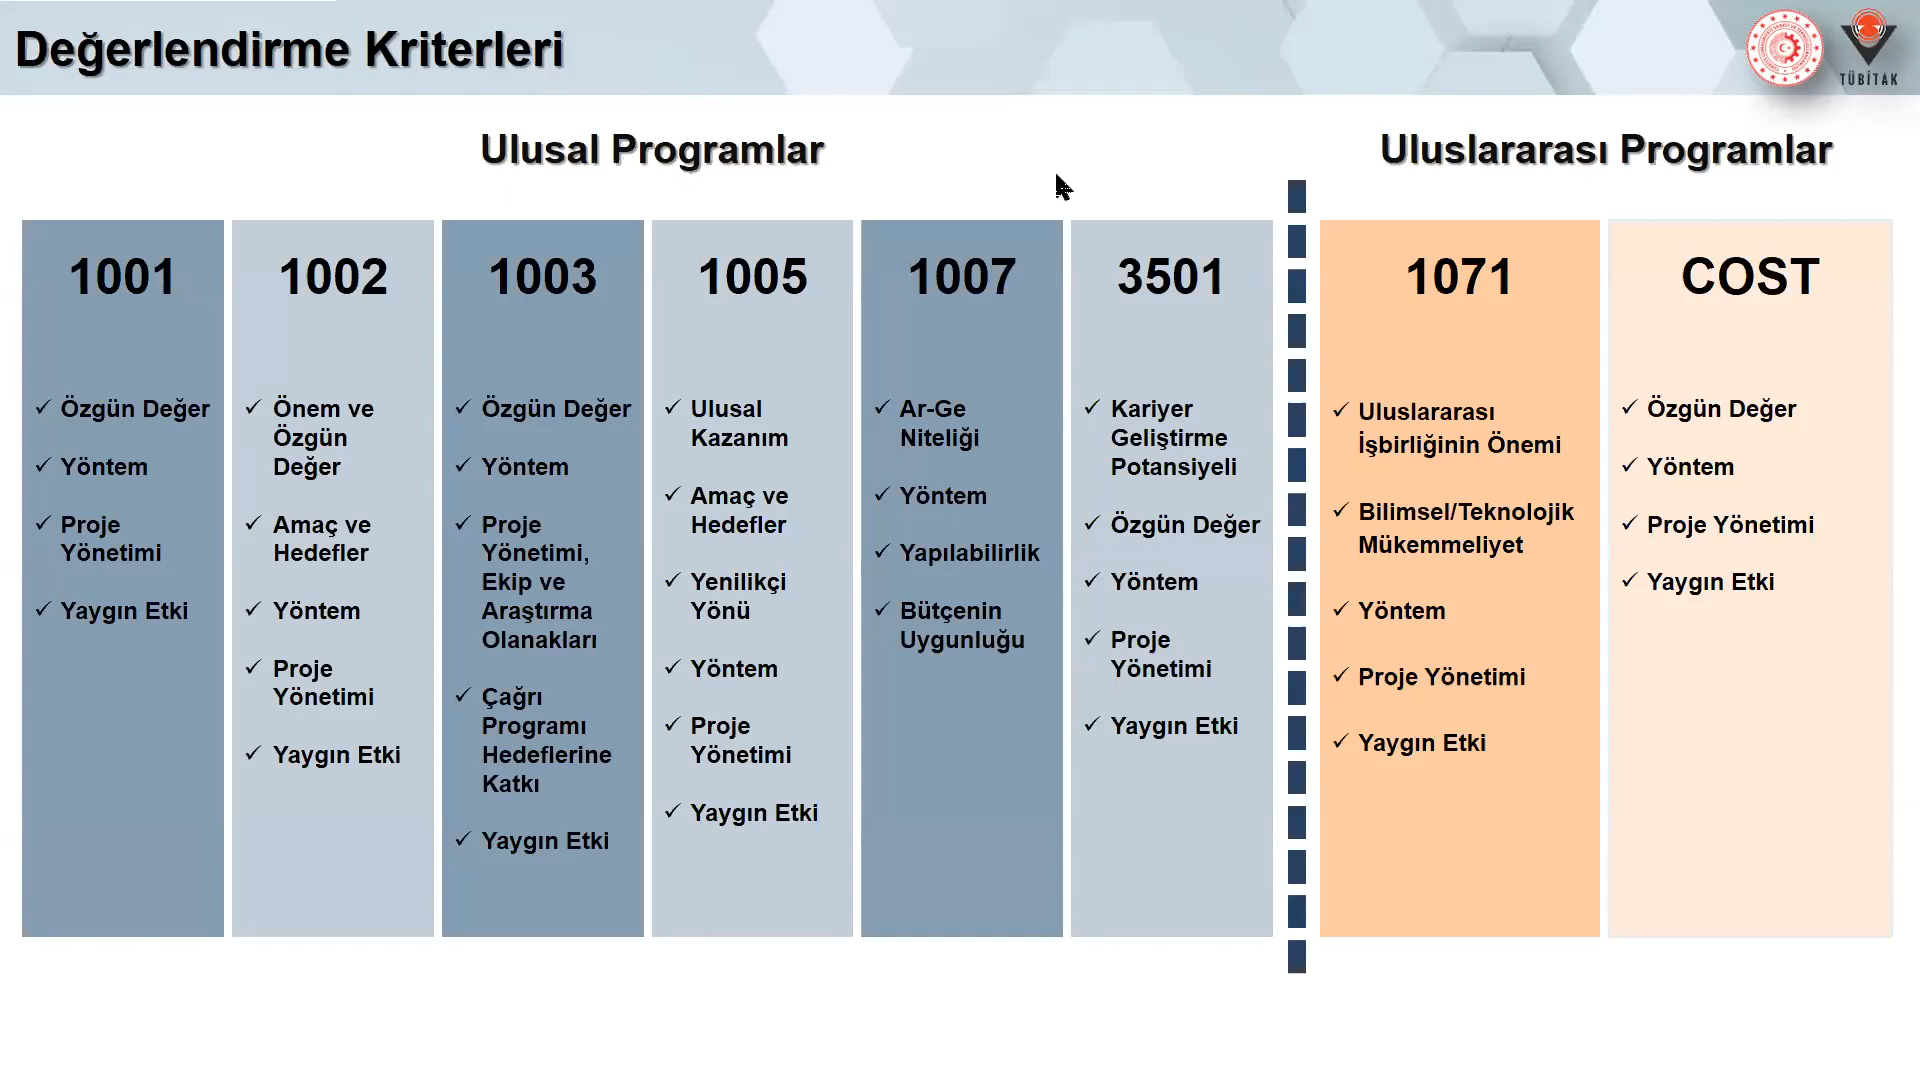 Değerlendirme Kriterleri
TÜBİTAK
Ulusal Programlar
Uluslararası Programlar
1001
Özgün Değer
Yöntem
Proje
Yönetimi
Yaygın Etki
1002
Önem ve
Özgün
Değer
Amaç ve
Hedefler
Yöntem
Proje
Yönetimi
Yaygın Etki
1003
Özgün Değer
Yöntem
Proje
Yönetimi,
Ekip ve
Araştırma
Olanakları
Çağrı
Programı
Hedeflerine
Katkı
Yaygın Etki
1005
Ulusal
Kazanım
Amaç ve
Hedefler
Yenilikçi
Yönü
Yöntem
Proje
Yönetimi
Yaygın Etki
1007
Ar-Ge
Niteliği
Yöntem
Yapılabilirlik
Bütçenin
Uygunluğu
3501
Kariyer
Geliştirme
Potansiyeli
Özgün Değer
Yöntem
Proje
Yönetimi
Yaygın Etki
1071
Uluslararası
İşbirliğinin Önemi
Bilimsel/Teknolojik
Mükemmeliyet
Yöntem
Proje Yönetimi
Yaygın Etki
COST
Özgün Değer
Yöntem
Proje Yönetimi
Yaygın Etki